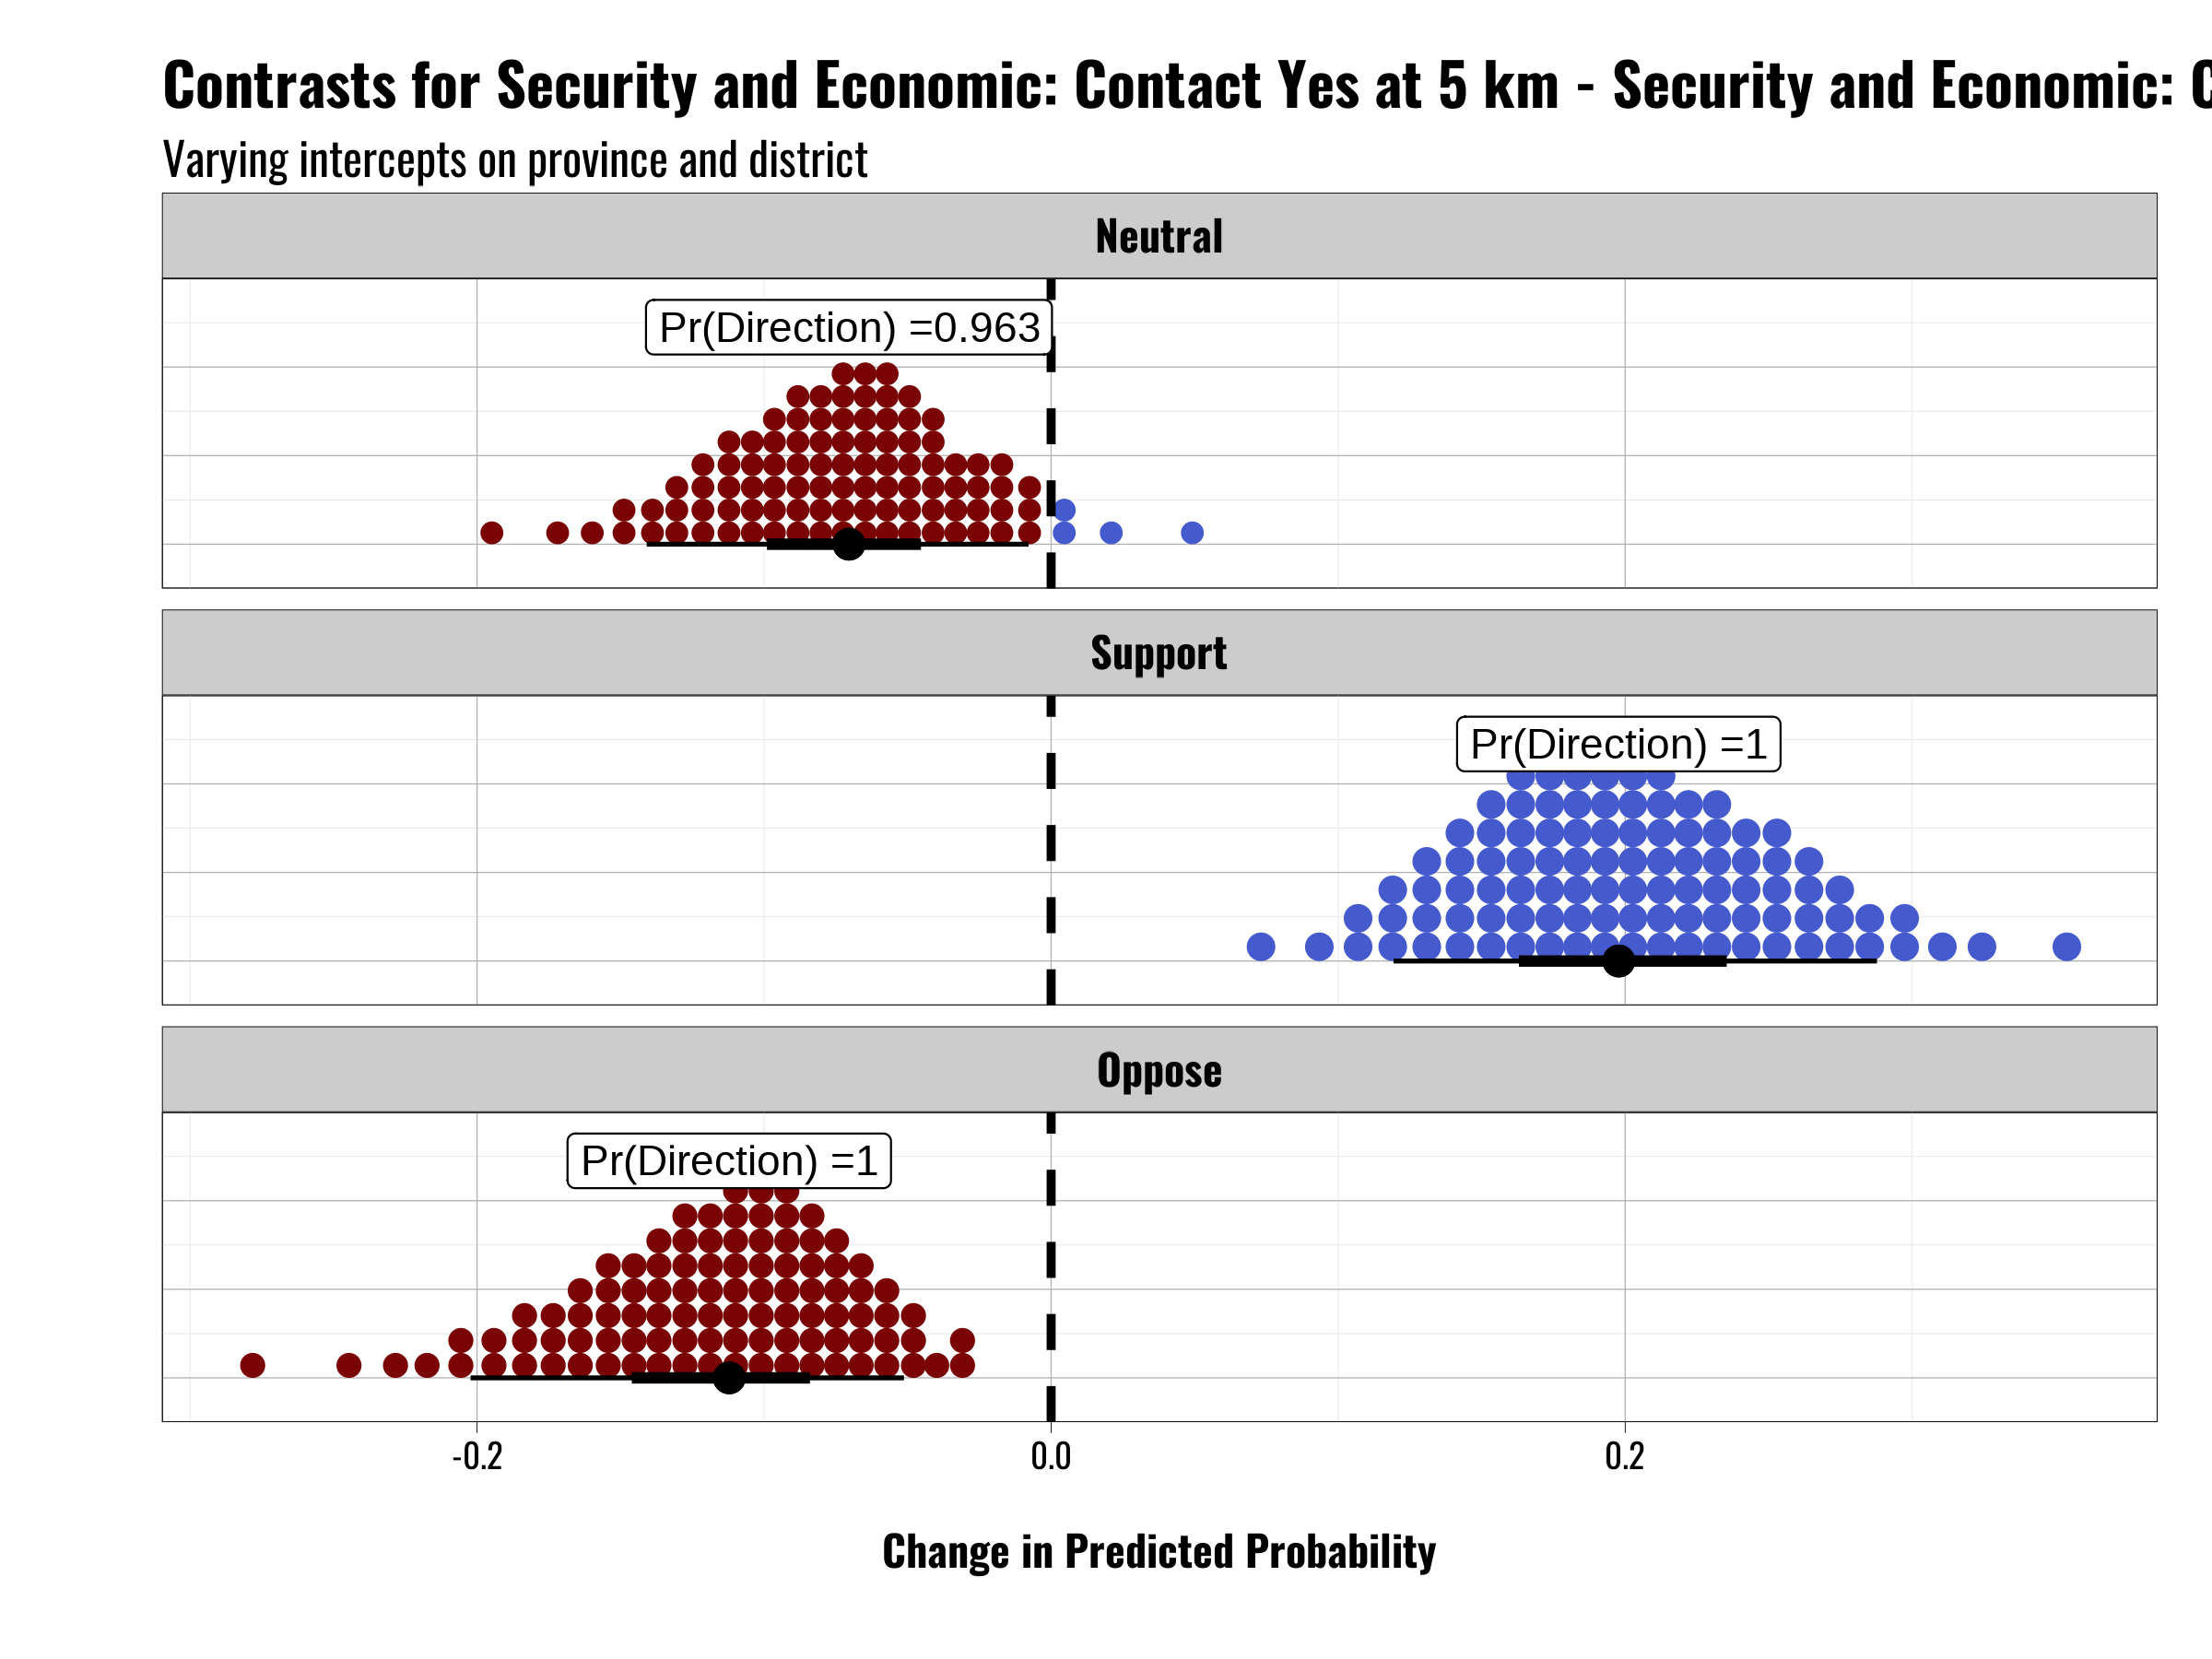 Contrasts for Security and Economic: Contact Yes at 5 km - Security and Economic:
Varying intercepts on province and district
Neutral
Pr(Direction) =0.963
Support
Pr(Direction) =1
Oppose
Pr(Direction) =1
-0.2
0.0
0.2
Change in Predicted Probability